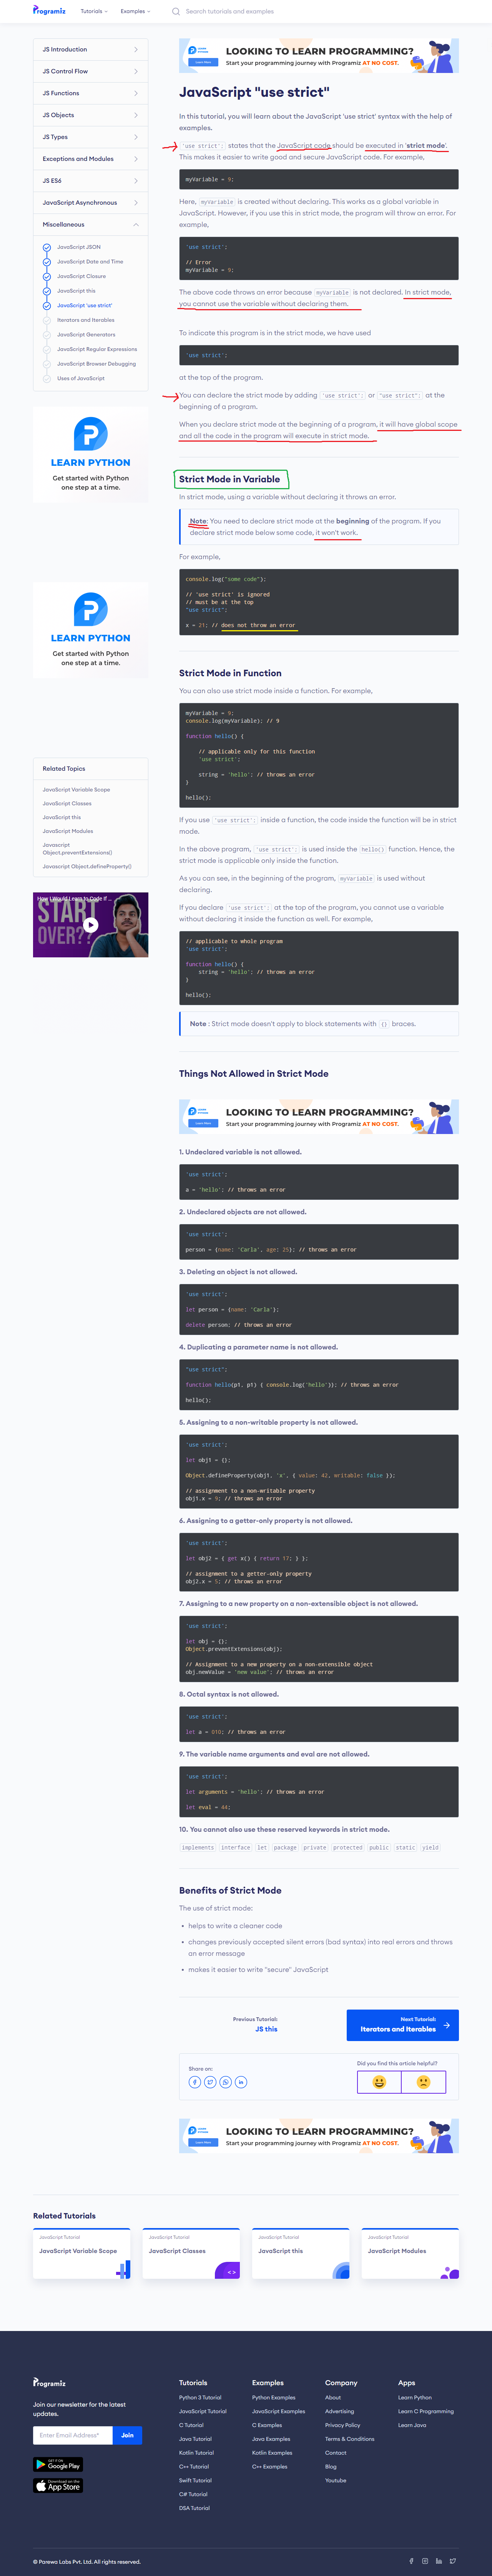 Programiz
Tutorials
Examples
Search tutorials and examples
JS Introduction
JS Control Flow
JS Functions
JS Objects
JS Types
Exceptions and Modules
JS ES6
JavaScript Asynchronous
Miscellaneous
JavaScript JSON
JavaScript Date and Time
JavaScript Closure
JavaScript this
JavaScript 'use strict'
Iterators and Iterables
JavaScript Generators
JavaScript Regular Expressions
JavaScript Browser Debugging
Uses of JavaScript
LEARN PYTHON
Get started with Python
one step at a time.
LEARN PYTHON
Get started with Python
one step at a time.
Related Topics
JavaScript Variable Scope
JavaScript Classes
JavaScript this
JavaScript Modules
Javascript
Object.preventExtensions()
Javascript Object.defineProperty()
How I Would Learn to Code If ...
START
OVER??
LOOKING TO LEARN PROGRAMMING?
Learn More
Start your programming journey with Programiz AT NO COST.
JavaScript "use strict"
In this tutorial, you will learn about the JavaScript 'use strict' syntax with the help of
examples.
'use strict'; states that the JavaScript code should be executed in 'strict mode'.
This makes it easier to write good and secure JavaScript code. For example,
myVariable = 9;
Here, myVariable is created without declaring. This works as a global variable in
JavaScript. However, if you use this in strict mode, the program will throw an error. For
example,
'use strict';
// Error
myVariable = 9;
The above code throws an error because myVariable is not declared. In strict mode,
you cannot use the variable without declaring them.
To indicate this program is in the strict mode, we have used
'use strict';
at the top of the program.
You can declare the strict mode by adding 'use strict'; or "use strict"; at the
beginning of a program.
When you declare strict mode at the beginning of a program, it will have global scope
and all the code in the program will execute in strict mode.
Strict Mode in Variable
In strict mode, using a variable without declaring it throws an error.
Note: You need to declare strict mode at the beginning of the program. If you
declare strict mode below some code, it won't work.
For example,
console.log("some code");
// 'use strict' is ignored
// must be at the top
"use strict";
x = 21; // does not throw an error
Strict Mode in Function
You can also use strict mode inside a function. For example,
myVariable = 9;
console.log(myVariable); // 9
function hello() {
// applicable only for this function
'use strict';
string = 'hello'; // throws an error
}
hello();
If you use 'use strict'; inside a function, the code inside the function will be in strict
mode.
In the above program, 'use strict'; is used inside the hello() function. Hence, the
strict mode is applicable only inside the function.
As you can see, in the beginning of the program, myVariable is used without
declaring.
If you declare 'use strict'; at the top of the program, you cannot use a variable
without declaring it inside the function as well. For example,
// applicable to whole program
'use strict';
function hello() {
string = 'hello'; // throws an error
}
hello();
Note : Strict mode doesn't apply to block statements with {} braces.
Things Not Allowed in Strict Mode
LOOKING TO LEARN PROGRAMMING?
Learn More
Start your programming journey with Programiz AT NO COST.
1. Undeclared variable is not allowed.
'use strict';
a = 'hello'; // throws an error
2. Undeclared objects are not allowed.
'use strict';
person = {name: 'Carla', age: 25}; // throws an error
3. Deleting an object is not allowed.
'use strict';
let person = {name: 'Carla'};
delete person; // throws an error
4. Duplicating a parameter name is not allowed.
"use strict";
function hello(p1, p1) { console.log('hello')}; // throws an error
hello();
5. Assigning to a non-writable property is not allowed.
'use strict';
let obj1 = {};
Object.defineProperty(obj1, 'x', { value: 42, writable: false });
// assignment to a non-writable property
obj1.x = 9; // throws an error
6. Assigning to a getter-only property is not allowed.
'use strict';
let obj2 = { get x() { return 17; } };
// assignment to a getter-only property
obj2.x = 5; // throws an error
7. Assigning to a new property on a non-extensible object is not allowed.
'use strict';
let obj = {};
Object.preventExtensions(obj);
// Assignment to a new property on a non-extensible object
obj.newValue = 'new value'; // throws an error
8. Octal syntax is not allowed.
'use strict';
let a = 010; // throws an error
9. The variable name arguments and eval are not allowed.
'use strict';
let arguments = 'hello'; // throws an error
let eval = 44;
10. You cannot also use these reserved keywords in strict mode.
implements interface let package private protected public static yield
Benefits of Strict Mode
The use of strict mode:
• helps to write a cleaner code
• changes previously accepted silent errors (bad syntax) into real errors and throws
an error message
• makes it easier to write "secure" JavaScript
Previous Tutorial:
JS this
Next Tutorial:
Iterators and Iterables
Share on:
Did you find this article helpful?
LOOKING TO LEARN PROGRAMMING?
Learn More
Start your programming journey with Programiz AT NO COST.
Related Tutorials
JavaScript Tutorial
JavaScript Variable Scope
JavaScript Tutorial
JavaScript Classes
JavaScript Tutorial
JavaScript this
JavaScript Tutorial
JavaScript Modules
Programiz
Join our newsletter for the latest
updates.
Enter Email Address*
Join
GET IT ON
Google Play
Download on the
App Store
Tutorials
Python 3 Tutorial
JavaScript Tutorial
C Tutorial
Java Tutorial
Kotlin Tutorial
C++ Tutorial
Swift Tutorial
C# Tutorial
DSA Tutorial
Examples
Python Examples
JavaScript Examples
C Examples
Java Examples
Kotlin Examples
C++ Examples
Company
About
Advertising
Privacy Policy
Terms & Conditions
Contact
Blog
Youtube
Apps
Learn Python
Learn C Programming
Learn Java
© Parewa Labs Pvt. Ltd. All rights reserved.